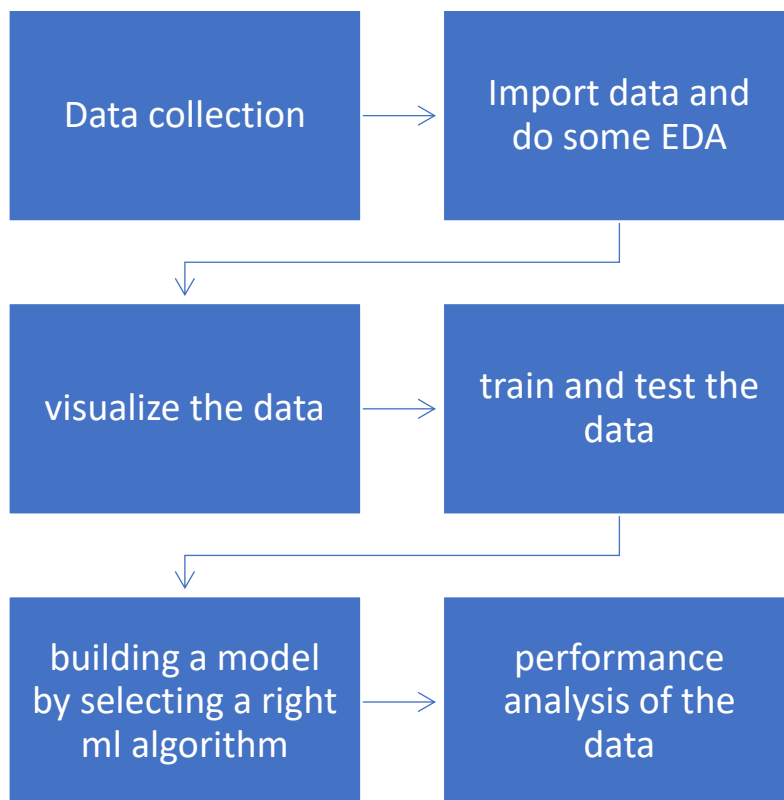 Data collection
Import data and
do some EDA
visualize the data
train and test the
data
building a model
by selecting a right
ml algorithm
performance
analysis of the
data